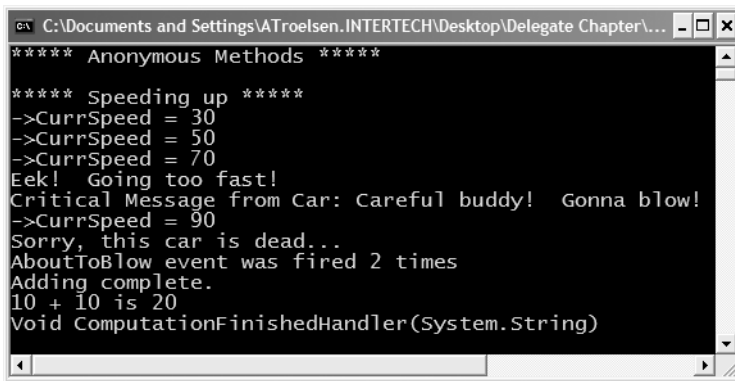 C:\Documents and Settings\ATroelsen.INTERTECH\Desktop\Delegate Chapter\...
***** Anonymous Methods *****
***** Speeding up *****
->CurrSpeed = 30
->CurrSpeed = 50
->CurrSpeed = 70
Eek!  Going too fast!
Critical Message from Car: Careful buddy!  Gonna blow!
->CurrSpeed = 90
Sorry, this car is dead...
AboutToBlow event was fired 2 times
Adding complete.
10 + 10 is 20
Void ComputationFinishedHandler(System.String)